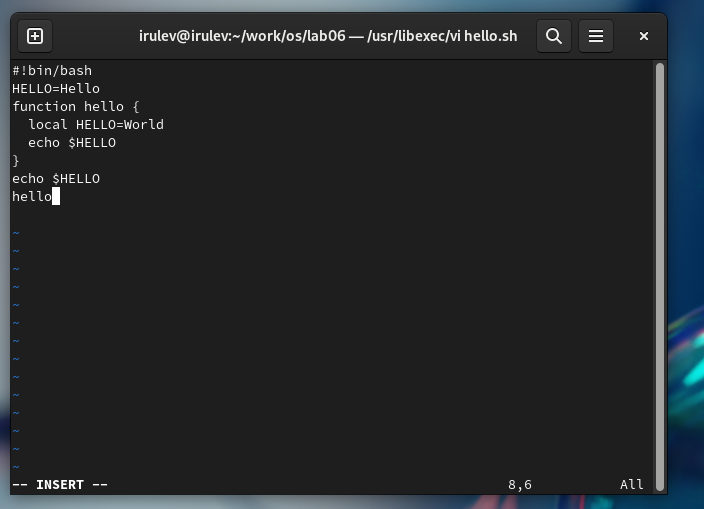 irulev@irulev:~/work/os/lab06 — /usr/libexec/vi hello.sh
#!bin/bash
HELLO=Hello
function hello {
  local HELLO=World
  echo $HELLO
}
echo $HELLO
hello
~
~
~
~
~
~
~
~
~
~
~
~
~
~
-- INSERT -- 8,6 All